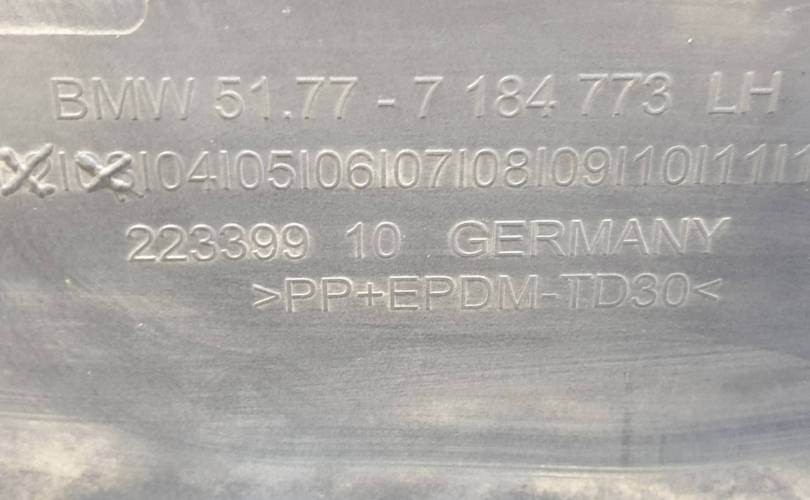 BMW 51.77 - 7 184 773 LH
|04|05|06|07|08|09|10|11|
223399 10 GERMANY
>PP+EPDM-TD30<